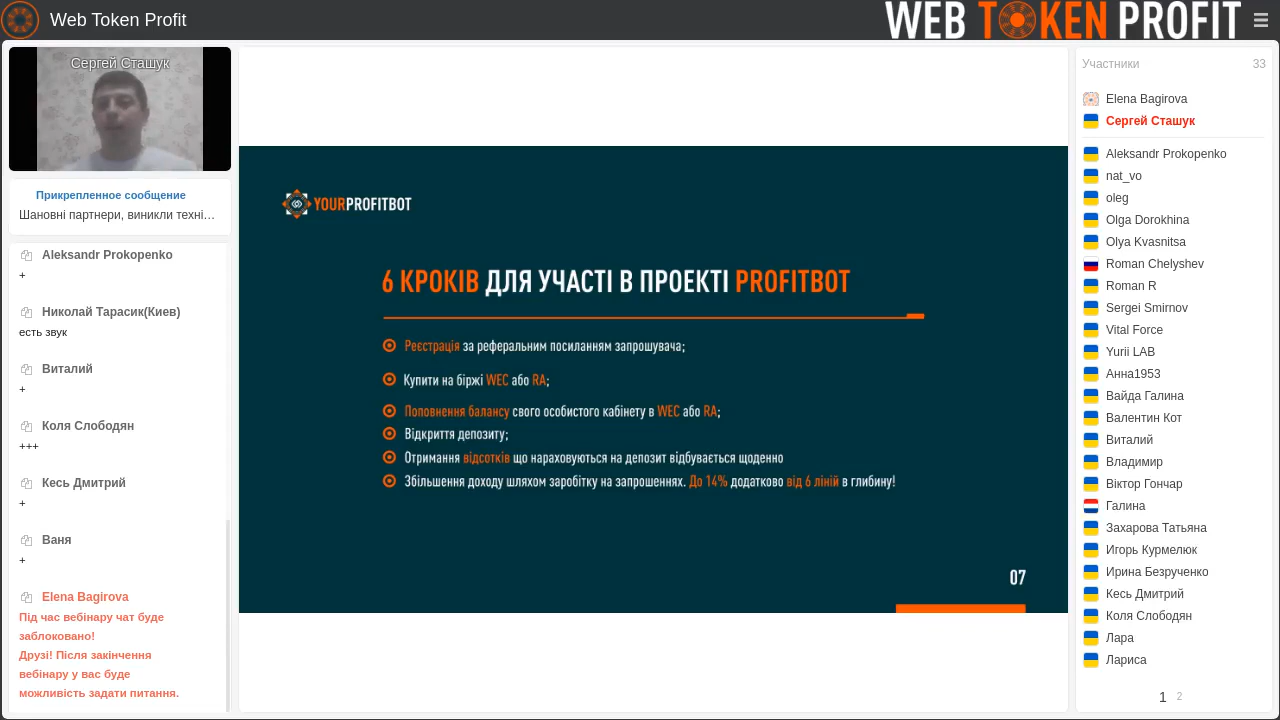 Web Token Profit
WEB TOKEN PROFIT
Сергей Сташук
Прикрепленное сообщение
Шановні партнери, виникли техні…
Aleksandr Prokopenko
+
Николай Тарасик(Киев)
есть звук
Виталий
+
Коля Слободян
+++
Кесь Дмитрий
+
Ваня
+
Elena Bagirova
Під час вебінару чат буде
заблоковано!
Друзі! Після закінчення
вебінару у вас буде
можливість задати питання.
YOURPROFITBOT
6 КРОКІВ ДЛЯ УЧАСТІ В ПРОЕКТІ PROFITBOT
Реєстрація за реферальним посиланням запрошувача;
Купити на біржі WEC або RA;
Поповнення балансу свого особистого кабінету в WEC або RA;
Відкриття депозиту;
Отримання відсотків що нараховуються на депозит відбувається щоденно
Збільшення доходу шляхом заробітку на запрошеннях. До 14% додатково від 6 ліній в глибину!
07
Участники 33
Elena Bagirova
Сергей Сташук
Aleksandr Prokopenko
nat_vo
oleg
Olga Dorokhina
Olya Kvasnitsa
Roman Chelyshev
Roman R
Sergei Smirnov
Vital Force
Yurii LAB
Анна1953
Вайда Галина
Валентин Кот
Виталий
Владимир
Віктор Гончар
Галина
Захарова Татьяна
Игорь Курмелюк
Ирина Безрученко
Кесь Дмитрий
Коля Слободян
Лара
Лариса
1 2